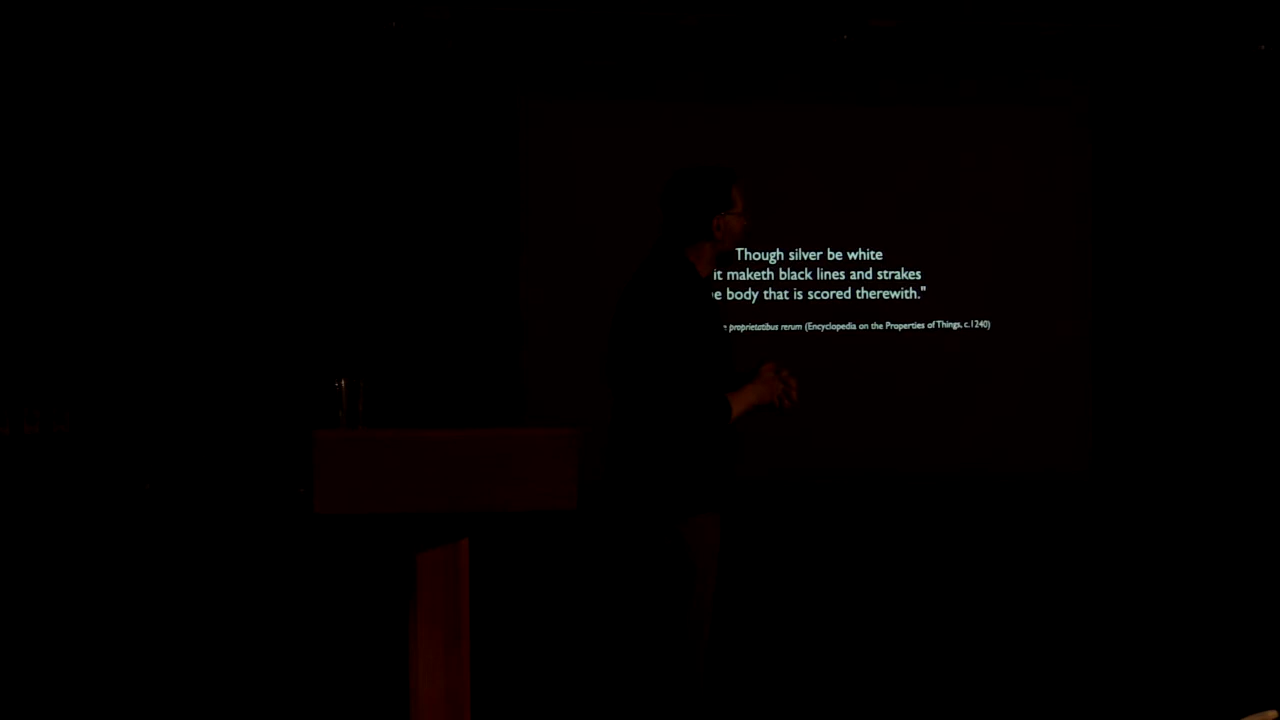 Though silver be white
it maketh black lines and strakes
body that is scored therewith."
proprietatibus rerum (Encyclopedia on the Properties of Things, c.1240)